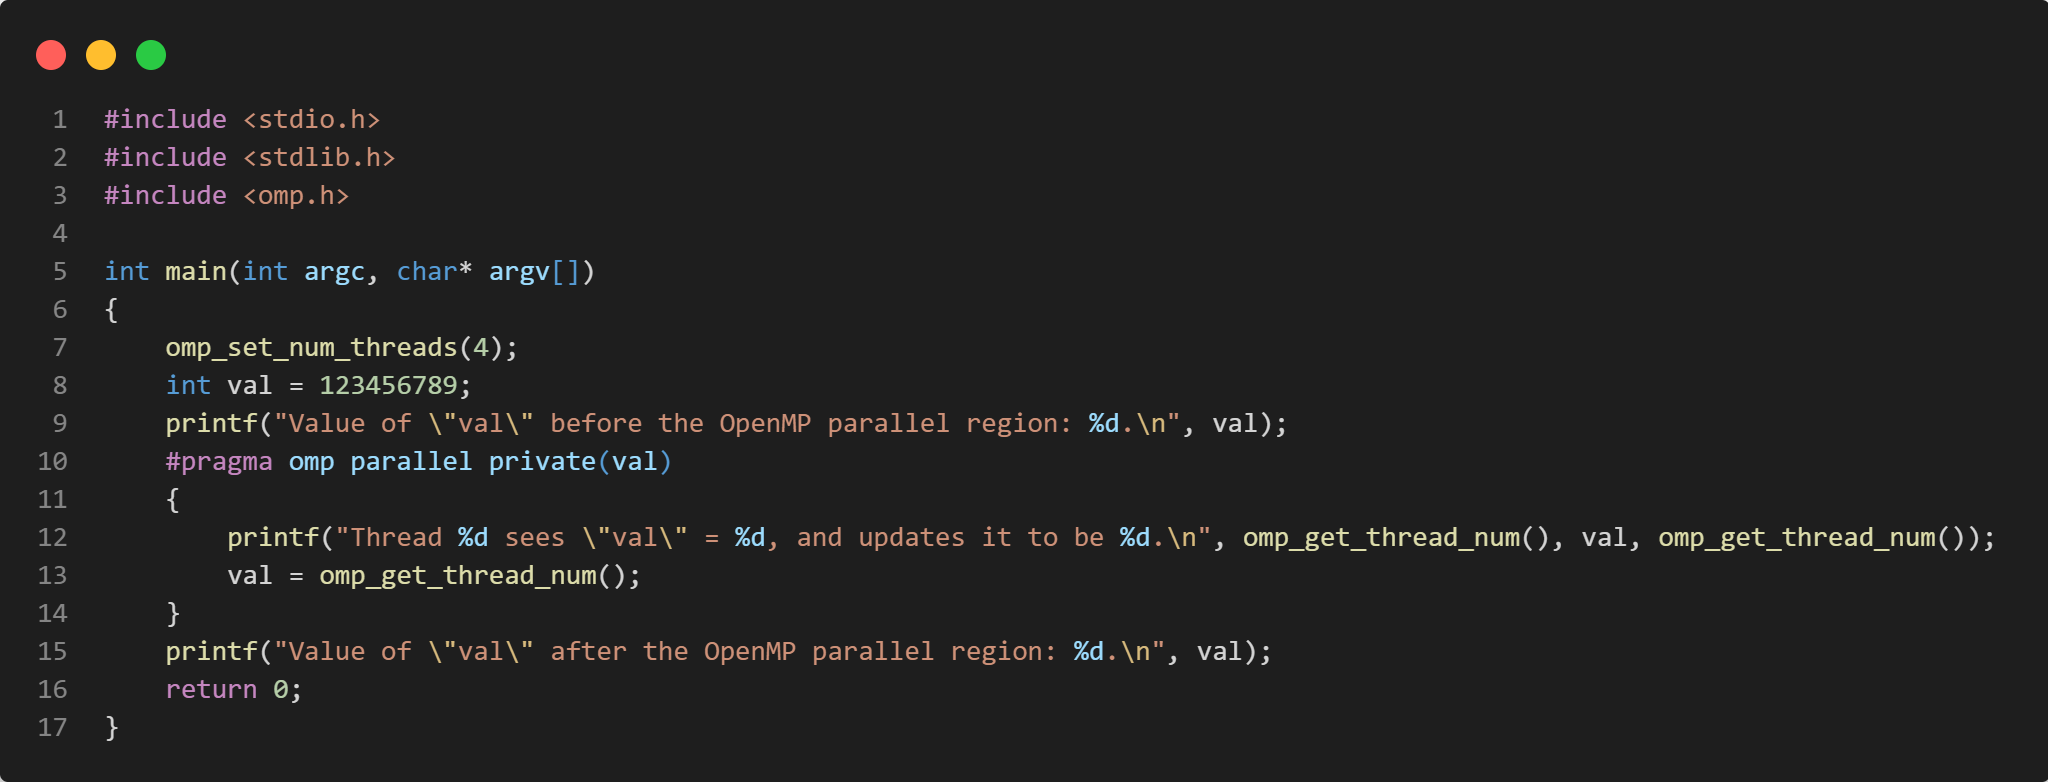 1 #include <stdio.h>
2 #include <stdlib.h>
3 #include <omp.h>
4
5 int main(int argc, char* argv[])
6 {
7     omp_set_num_threads(4);
8     int val = 123456789;
9     printf("Value of \"val\" before the OpenMP parallel region: %d.\n", val);
10     #pragma omp parallel private(val)
11     {
12         printf("Thread %d sees \"val\" = %d, and updates it to be %d.\n", omp_get_thread_num(), val, omp_get_thread_num());
13         val = omp_get_thread_num();
14     }
15     printf("Value of \"val\" after the OpenMP parallel region: %d.\n", val);
16     return 0;
17 }